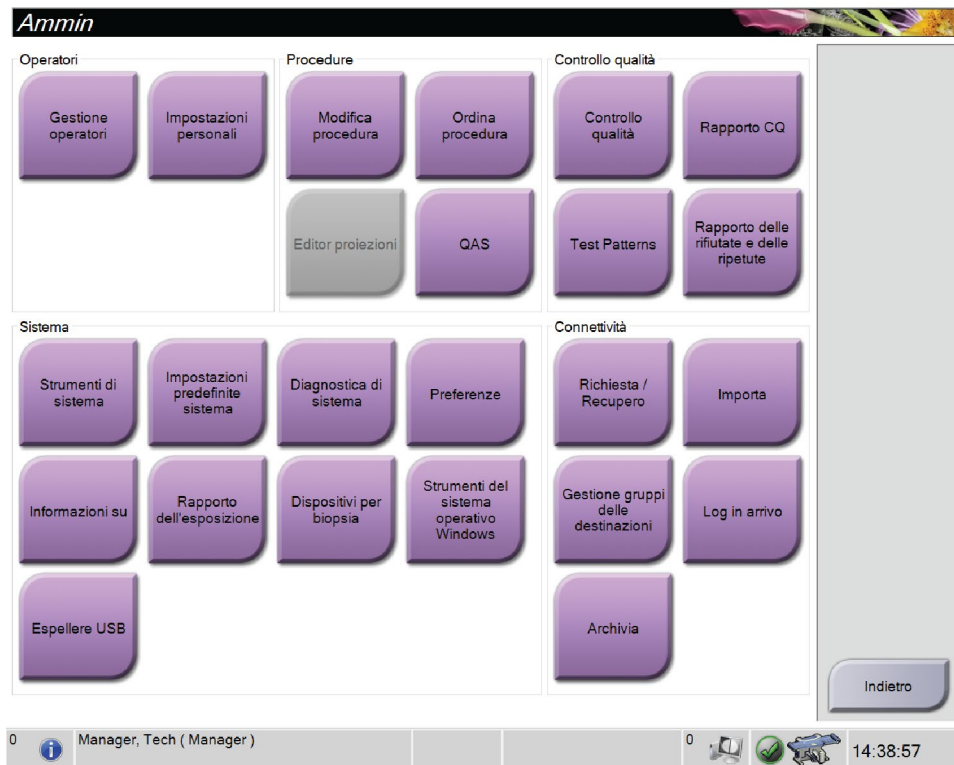 Ammin
Operatori
Gestione
operatori
Impostazioni
personali
Procedure
Modifica
procedura
Ordina
procedura
Editor proiezioni
QAS
Controllo qualità
Controllo
qualità
Rapporto CQ
Test Patterns
Rapporto delle
rifiutate e delle
ripetute
Sistema
Strumenti di
sistema
Impostazioni
predefinite
sistema
Diagnostica di
sistema
Preferenze
Informazioni su
Rapporto
dell'esposizione
Dispositivi per
biopsia
Strumenti del
sistema
operativo
Windows
Espellere USB
Connettività
Richiesta /
Recupero
Importa
Gestione gruppi
delle
destinazioni
Log in arrivo
Archivia
Indietro
0
Manager, Tech ( Manager )
0
14:38:57